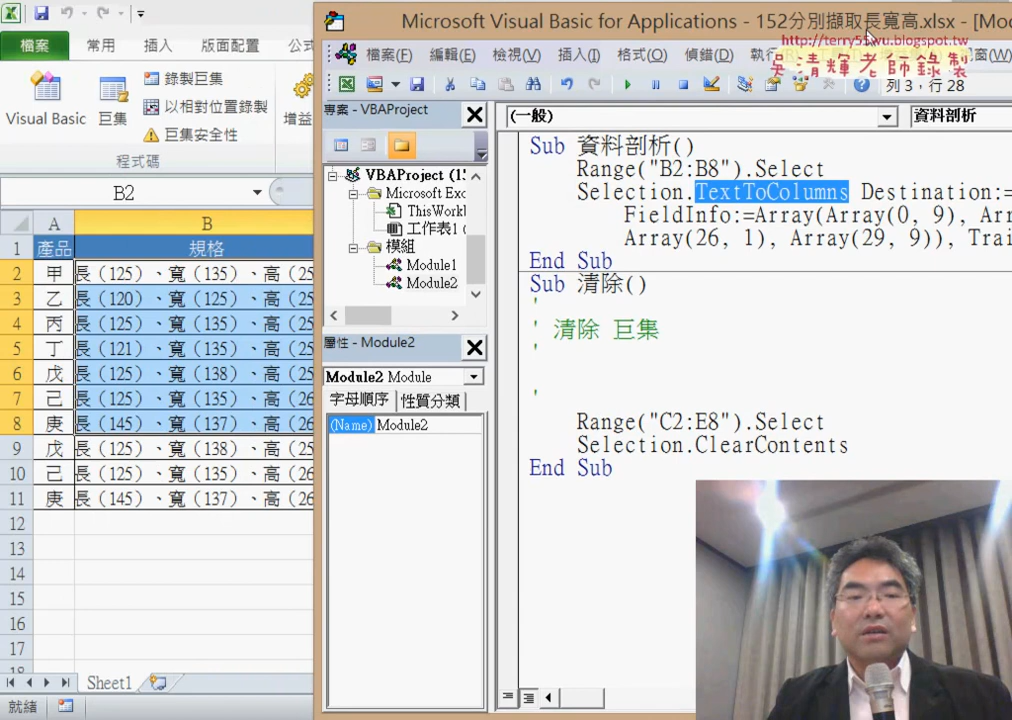 Microsoft Visual Basic for Applications - 152分別擷取長寬高.xlsx - [Mo
http://terry55wu.blogspot.tw
吳清輝老師錄製
檔案 常用 插入 版面配置 公式
檔案(F) 編輯(E) 檢視(V) 插入(I) 格式(O) 偵錯(D) 執行(R) 視窗(W)
列 3，行 28
Visual Basic 巨集
錄製巨集
以相對位置錄製
巨集安全性
增益
程式碼
B2
專案 - VBAProject
VBAProject (15
Microsoft Exc
ThisWorkl
工作表1 (
模組
Module1
Module2
屬性 - Module2
Module2 Module
字母順序 性質分類
(Name) Module2
(一般)
資料剖析
Sub 資料剖析()
Range("B2:B8").Select
Selection.TextToColumns Destination:=
FieldInfo:=Array(Array(0, 9), Arr
Array(26, 1), Array(29, 9)), Trai
End Sub
Sub 清除()
'
' 清除 巨集
'
'
Range("C2:E8").Select
Selection.ClearContents
End Sub
A B
1 產品 規格
2 甲 長（125）、寬（135）、高（25
3 乙 長（120）、寬（125）、高（25
4 丙 長（125）、寬（135）、高（25
5 丁 長（121）、寬（135）、高（25
6 戊 長（125）、寬（138）、高（25
7 己 長（125）、寬（135）、高（26
8 庚 長（145）、寬（137）、高（26
9 戊 長（125）、寬（138）、高（25
10 己 長（125）、寬（135）、高（26
11 庚 長（145）、寬（137）、高（26
12
13
14
15
16
17
18
Sheet1
就緒